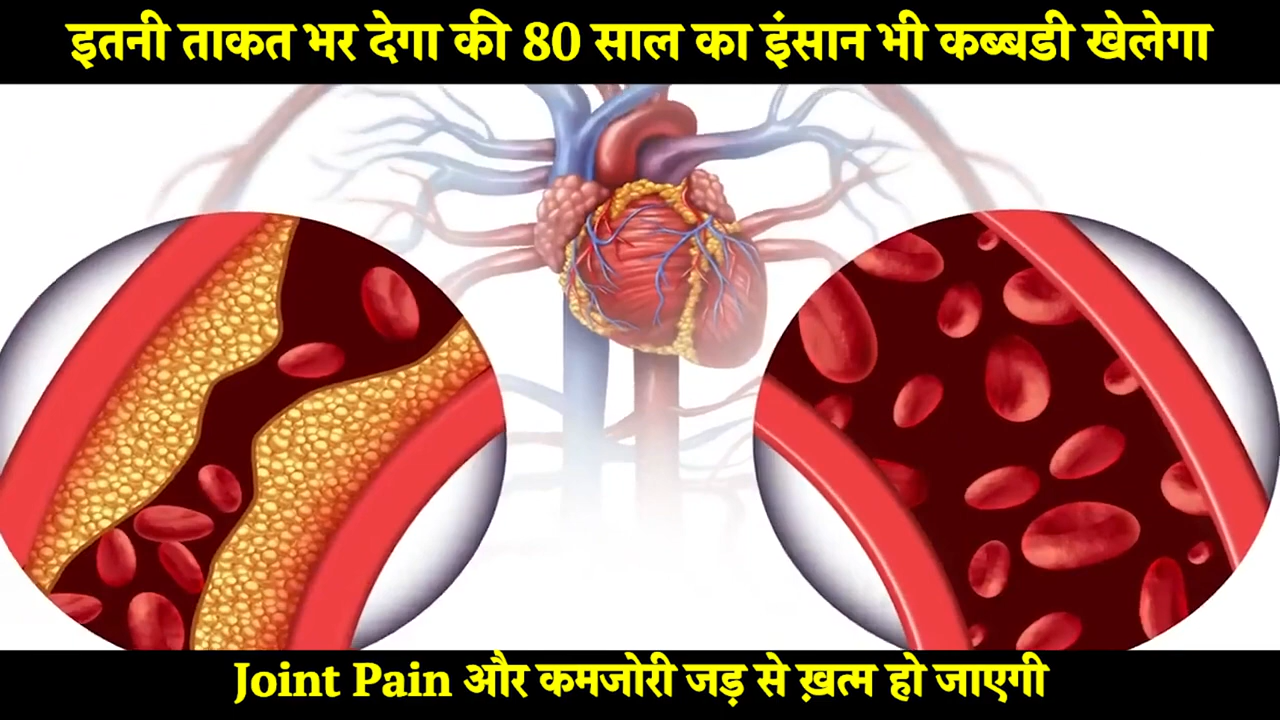 इतनी ताकत भर देगा की 80 साल का इंसान भी कब्बडी खेलेगा
Joint Pain और कमजोरी जड़ से ख़त्म हो जाएगी